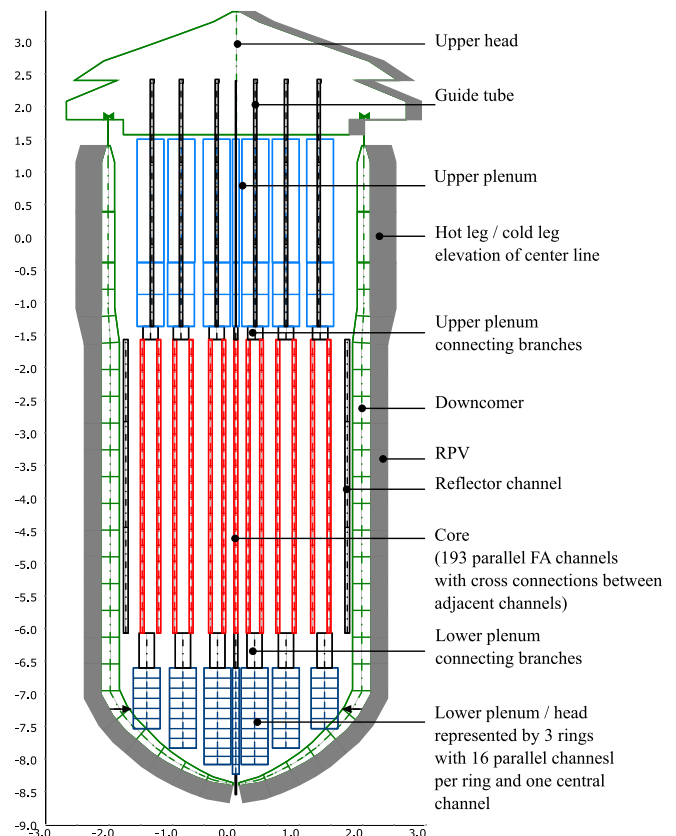 3.0
2.5
2.0
1.5
1.0
0.5
0.0
-0.5
-1.0
-1.5
-2.0
-2.5
-3.0
-3.5
-4.0
-4.5
-5.0
-5.5
-6.0
-6.5
-7.0
-7.5
-8.0
-8.5
-9.0
-3.0 -2.0 -1.0 0.0 1.0 2.0 3.0
Upper head
Guide tube
Upper plenum
Hot leg / cold leg
elevation of center line
Upper plenum
connecting branches
Downcomer
RPV
Reflector channel
Core
(193 parallel FA channels
with cross connections between
adjacent channels)
Lower plenum
connecting branches
Lower plenum / head
represented by 3 rings
with 16 parallel channesl
per ring and one central
channel